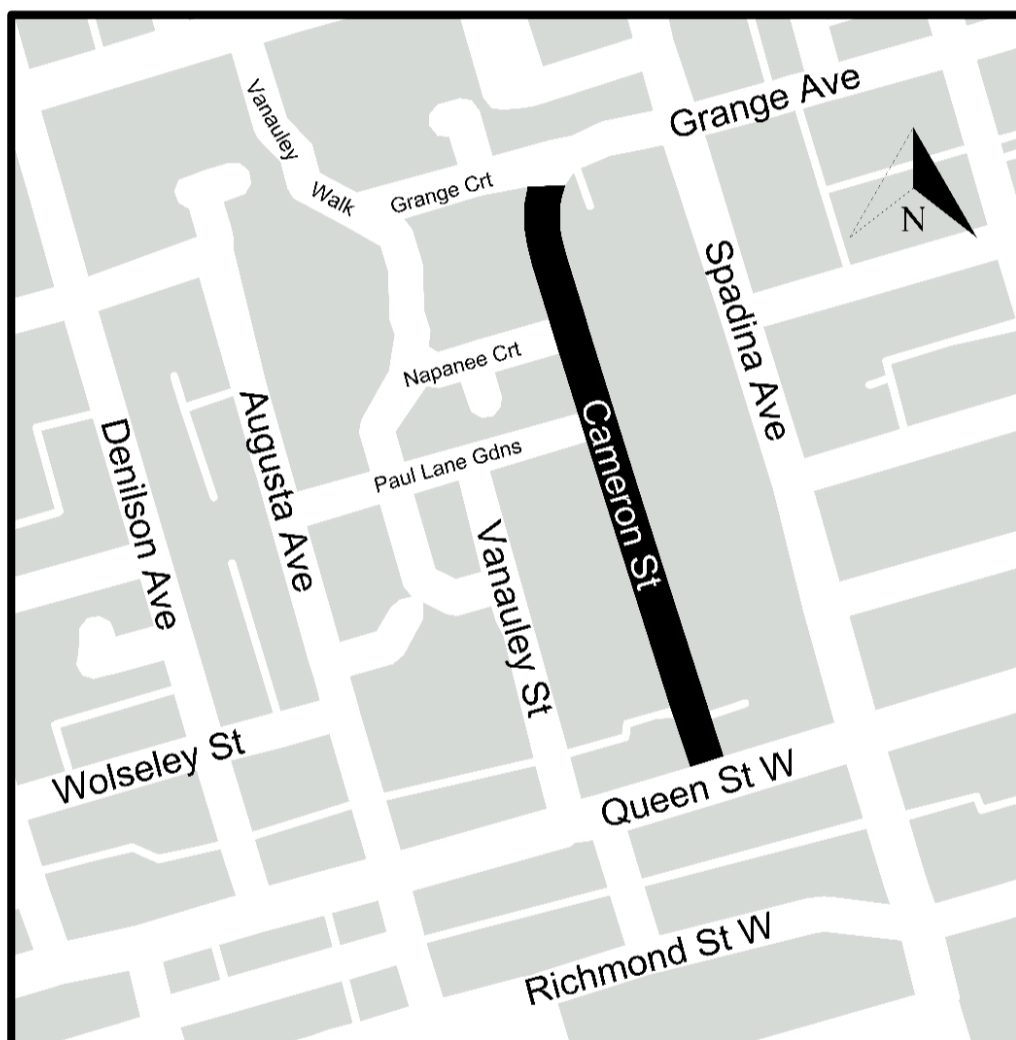 Vanauley
Walk
Grange Crt
Grange Ave
N
Spadina Ave
Napanee Crt
Cameron St
Paul Lane Gdns
Augusta Ave
Denilson Ave
Vanauley St
Wolseley St
Queen St W
Richmond St W